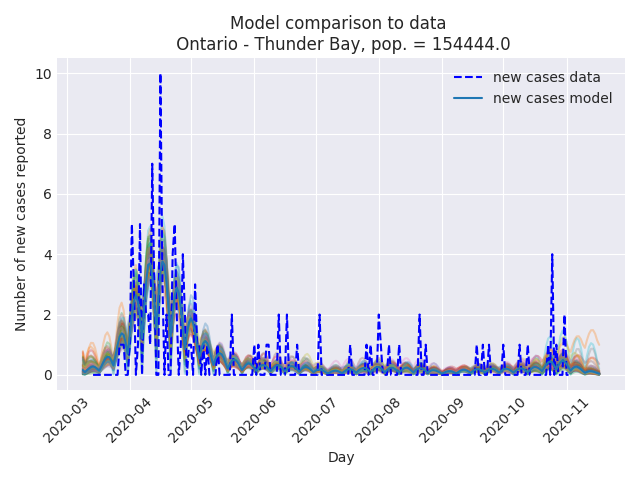 Model comparison to data
Ontario - Thunder Bay, pop. = 154444.0
new cases data
new cases model
Number of new cases reported
10
8
6
4
2
0
2020-03
2020-04
2020-05
2020-06
2020-07
2020-08
2020-09
2020-10
2020-11
Day